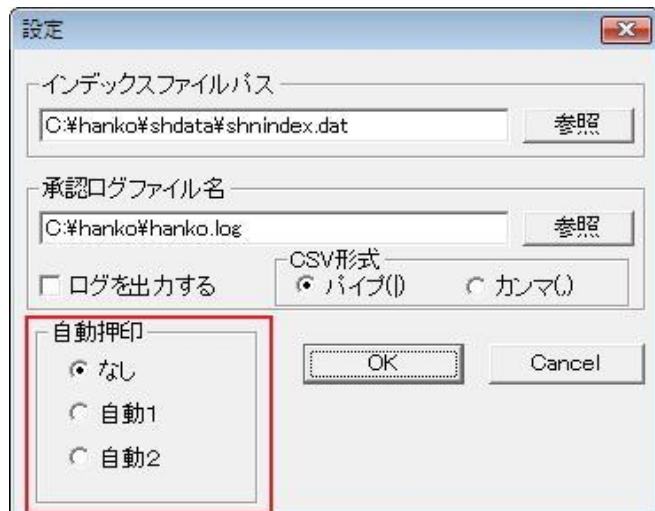 設定
インデックスファイルパス
C:¥hanko¥shdata¥shnindex.dat 参照
承認ログファイル名
C:¥hanko¥hanko.log 参照
CSV形式
ログを出力する パイプ(|) カンマ(,)
自動押印
なし OK Cancel
自動1
自動2